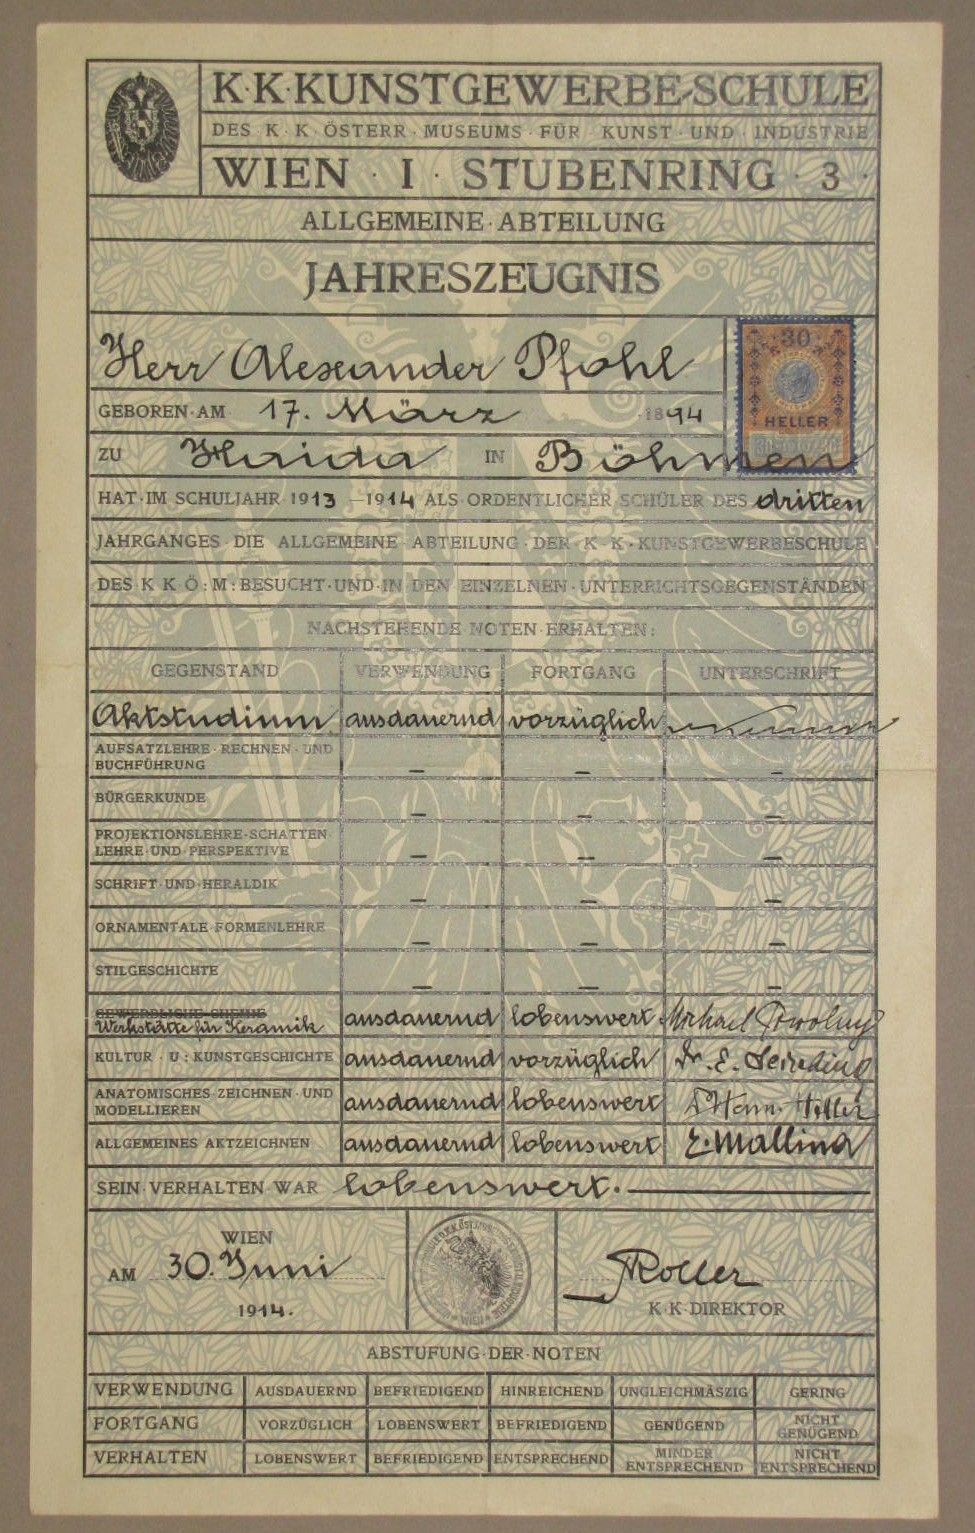 K·K·KUNSTGEWERBE-SCHULE
DES K·K·ÖSTERR·MUSEUMS·FÜR KUNST·UND·INDUSTRIE
WIEN · I · STUBENRING · 3 ·
ALLGEMEINE·ABTEILUNG
JAHRESZEUGNIS
Herr Alexander Pfohl
30
HELLER
GEBOREN·AM 17. März 1894
ZU Haida IN Böhmen
HAT·IM SCHULJAHR 1913 – 1914 ALS·ORDENTLICHER SCHÜLER DES dritten
JAHRGANGES DIE ALLGEMEINE ABTEILUNG·DER·K·K·KUNSTGEWERBESCHULE
DES·K K Ö:M:BESUCHT·UND·IN DEN EINZELNEN·UNTERRICHTSGEGENSTÄNDEN
NACHSTEHENDE NOTEN·ERHALTEN:
GEGENSTAND VERWENDUNG FORTGANG UNTERSCHRIFT
Aktstudium ausdauernd vorzüglich
AUFSATZLEHRE·RECHNEN·UND
BUCHFÜHRUNG – – –
BÜRGERKUNDE – – –
PROJEKTIONSLEHRE·SCHATTEN
LEHRE·UND·PERSPEKTIVE – – –
SCHRIFT·UND·HERALDIK – – –
ORNAMENTALE·FORMENLEHRE – – –
STILGESCHICHTE – – –
GEWERBLICHE CHEMIE
Werkstätte für Keramik ausdauernd lobenswert Michael Powolny
KULTUR·U:KUNSTGESCHICHTE ausdauernd vorzüglich Dr. E. Leisching
ANATOMISCHES ZEICHNEN·UND
MODELLIEREN ausdauernd lobenswert Heller
ALLGEMEINES AKTZEICHNEN ausdauernd lobenswert E. Mallina
SEIN·VERHALTEN WAR lobenswert.
WIEN
AM 30. Juni
1914.
WIEN
Roller
K·K·DIREKTOR
ABSTUFUNG·DER·NOTEN
VERWENDUNG AUSDAUERND BEFRIEDIGEND HINREICHEND UNGLEICHMÄSZIG GERING
FORTGANG VORZÜGLICH LOBENSWERT BEFRIEDIGEND GENÜGEND NICHT GENÜGEND
VERHALTEN LOBENSWERT BEFRIEDIGEND ENTSPRECHEND MINDER ENTSPRECHEND NICHT ENTSPRECHEND